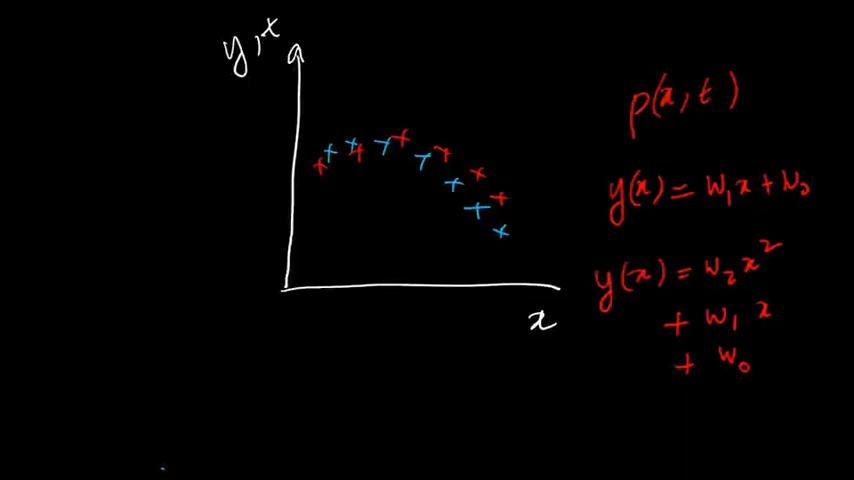 y, t
x
p(x, t)
y(x) = w₁x + w₀
y(x) = w₂x²
+ w₁ x
+ w₀